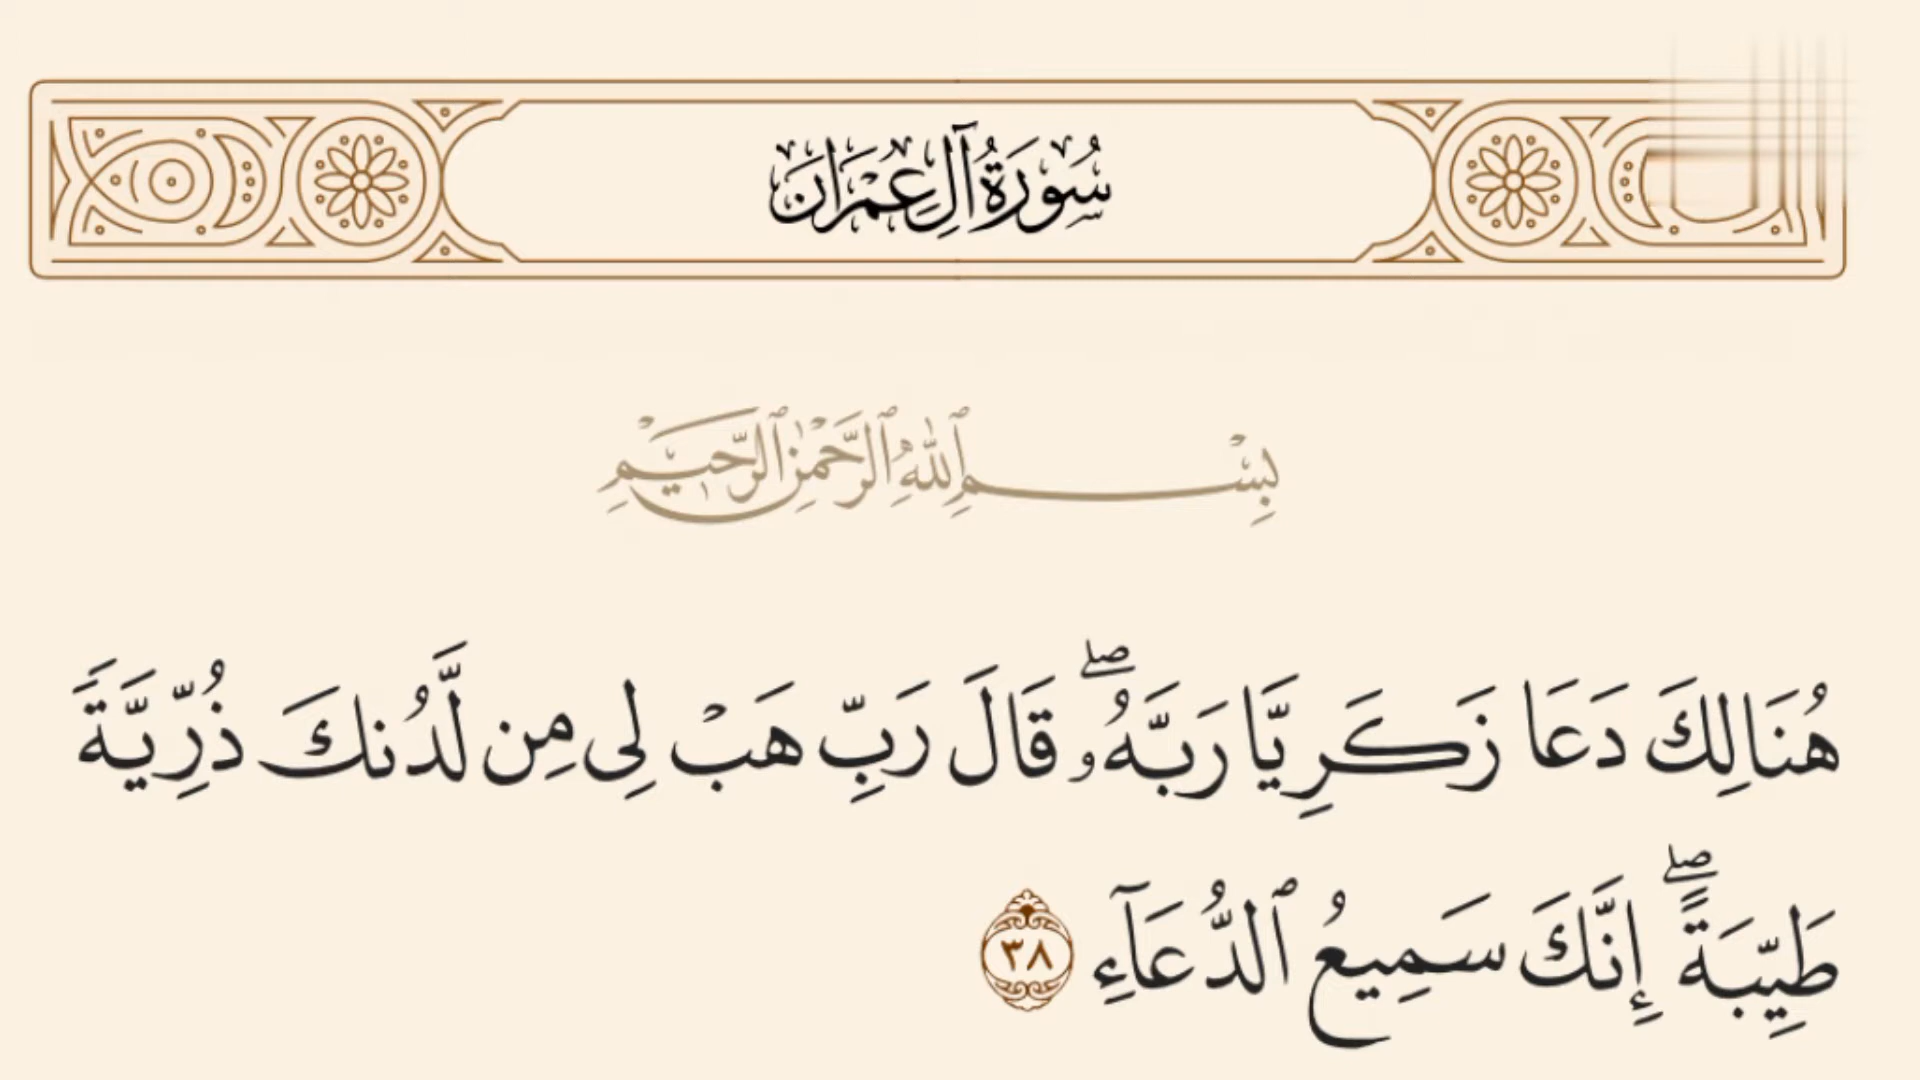 سُورَةُ آلِ عِمْرَان
بِسْمِ ٱللَّهِ ٱلرَّحْمَٰنِ ٱلرَّحِيمِ
هُنَالِكَ دَعَا زَكَرِيَّا رَبَّهُۥۖ قَالَ رَبِّ هَبْ لِى مِن لَّدُنكَ ذُرِّيَّةًۭ
طَيِّبَةًۖ إِنَّكَ سَمِيعُ ٱلدُّعَآءِ ٣٨